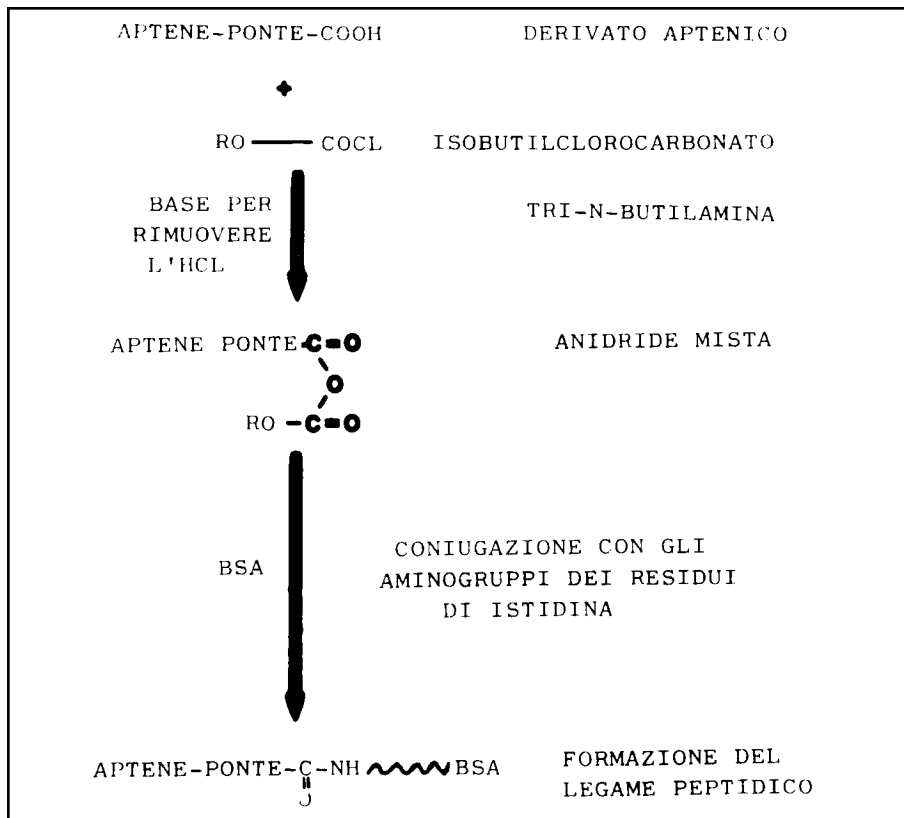 APTENE-PONTE-COOH DERIVATO APTENICO
+
RO — COCL ISOBUTILCLOROCARBONATO
BASE PER
RIMUOVERE
L'HCL
TRI-N-BUTILAMINA
APTENE PONTE-C=O ANIDRIDE MISTA
O
RO-C=O
BSA
CONIUGAZIONE CON GLI
AMINOGRUPPI DEI RESIDUI
DI ISTIDINA
APTENE-PONTE-C-NH BSA
O
FORMAZIONE DEL
LEGAME PEPTIDICO